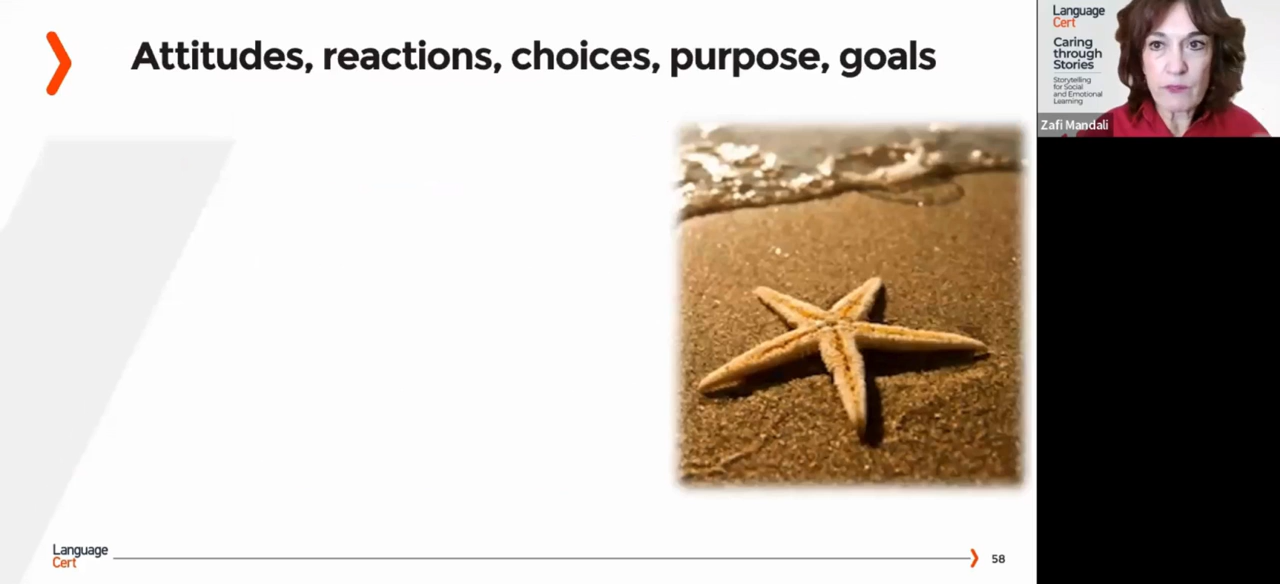 Attitudes, reactions, choices, purpose, goals
Language
Cert
58
Language
Cert
Caring
through
Stories
Storytelling
for Social
and Emotional
Learning
Zafi Mandali